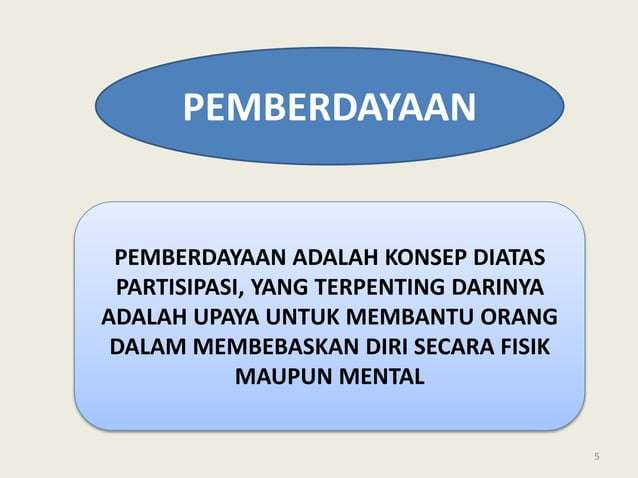 PEMBERDAYAAN
PEMBERDAYAAN ADALAH KONSEP DIATAS
PARTISIPASI, YANG TERPENTING DARINYA
ADALAH UPAYA UNTUK MEMBANTU ORANG
DALAM MEMBEBASKAN DIRI SECARA FISIK
MAUPUN MENTAL
5